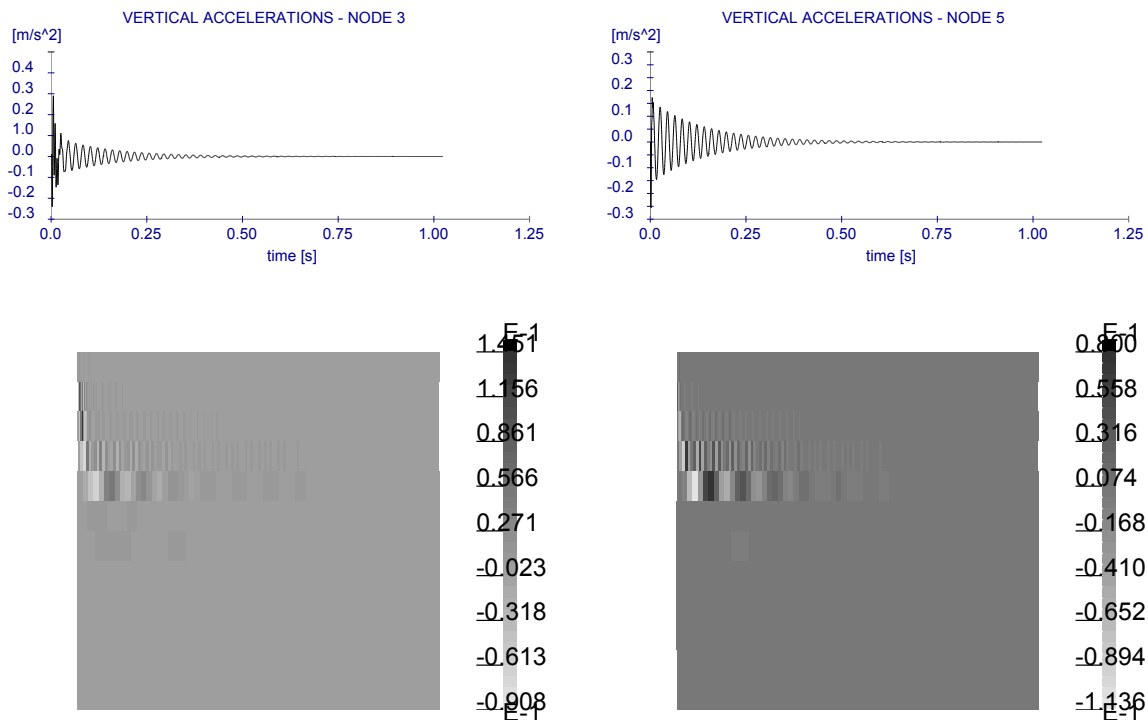 VERTICAL ACCELERATIONS - NODE 3
[m/s^2]
0.4
0.3
0.2
1.0
0.0
-0.1
-0.2
-0.3
0.0 0.25 0.50 0.75 1.00 1.25
time [s]
VERTICAL ACCELERATIONS - NODE 5
[m/s^2]
0.3
0.2
0.1
0.0
-0.1
0.2
-0.3
0.0 0.25 0.50 0.75 1.00 1.25
time [s]
E-1
1.451
1.156
0.861
0.566
0.271
-0.023
-0.318
-0.613
-0.908
E-1
E-1
0.800
0.558
0.316
0.074
-0.168
-0.410
-0.652
-0.894
-1.136
E-1